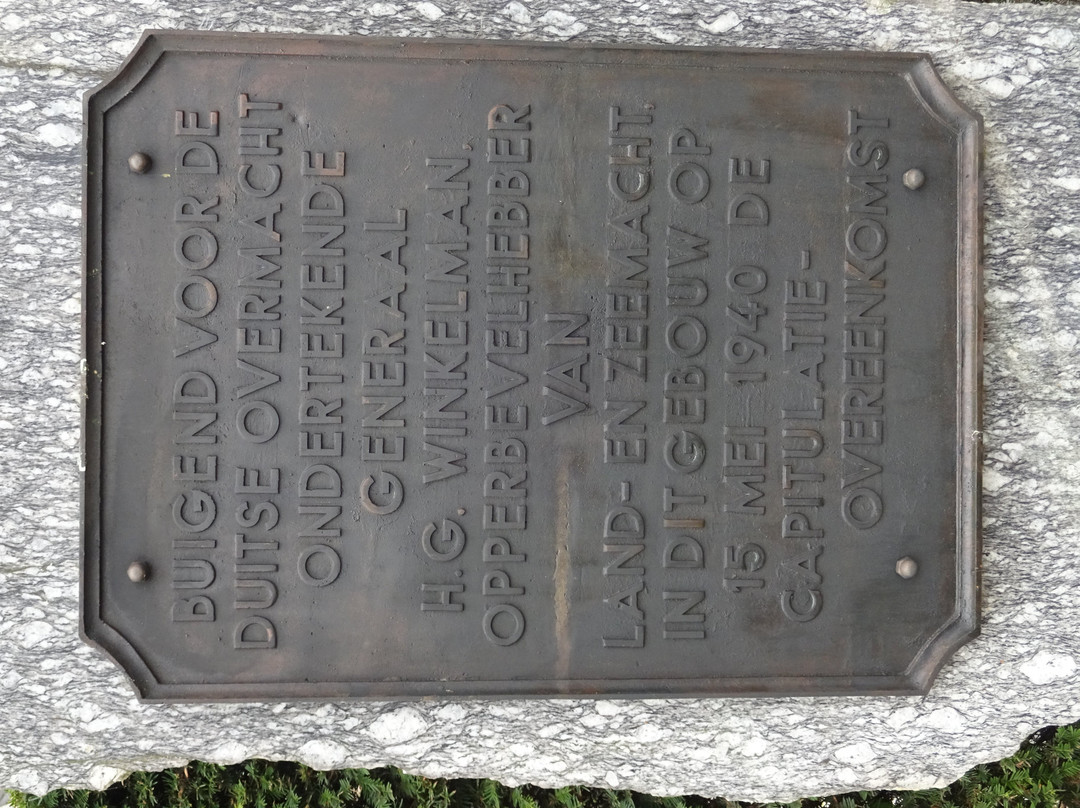 BUIGEND VOOR DE
DUITSE OVERMACHT
ONDERTEKENDE
GENERAAL
H.G. WINKELMAN,
OPPERBEVELHEBBER
VAN
LAND- EN ZEEMACHT,
IN DIT GEBOUW OP
15 MEI 1940 DE
CAPITULATIE-
OVEREENKOMST